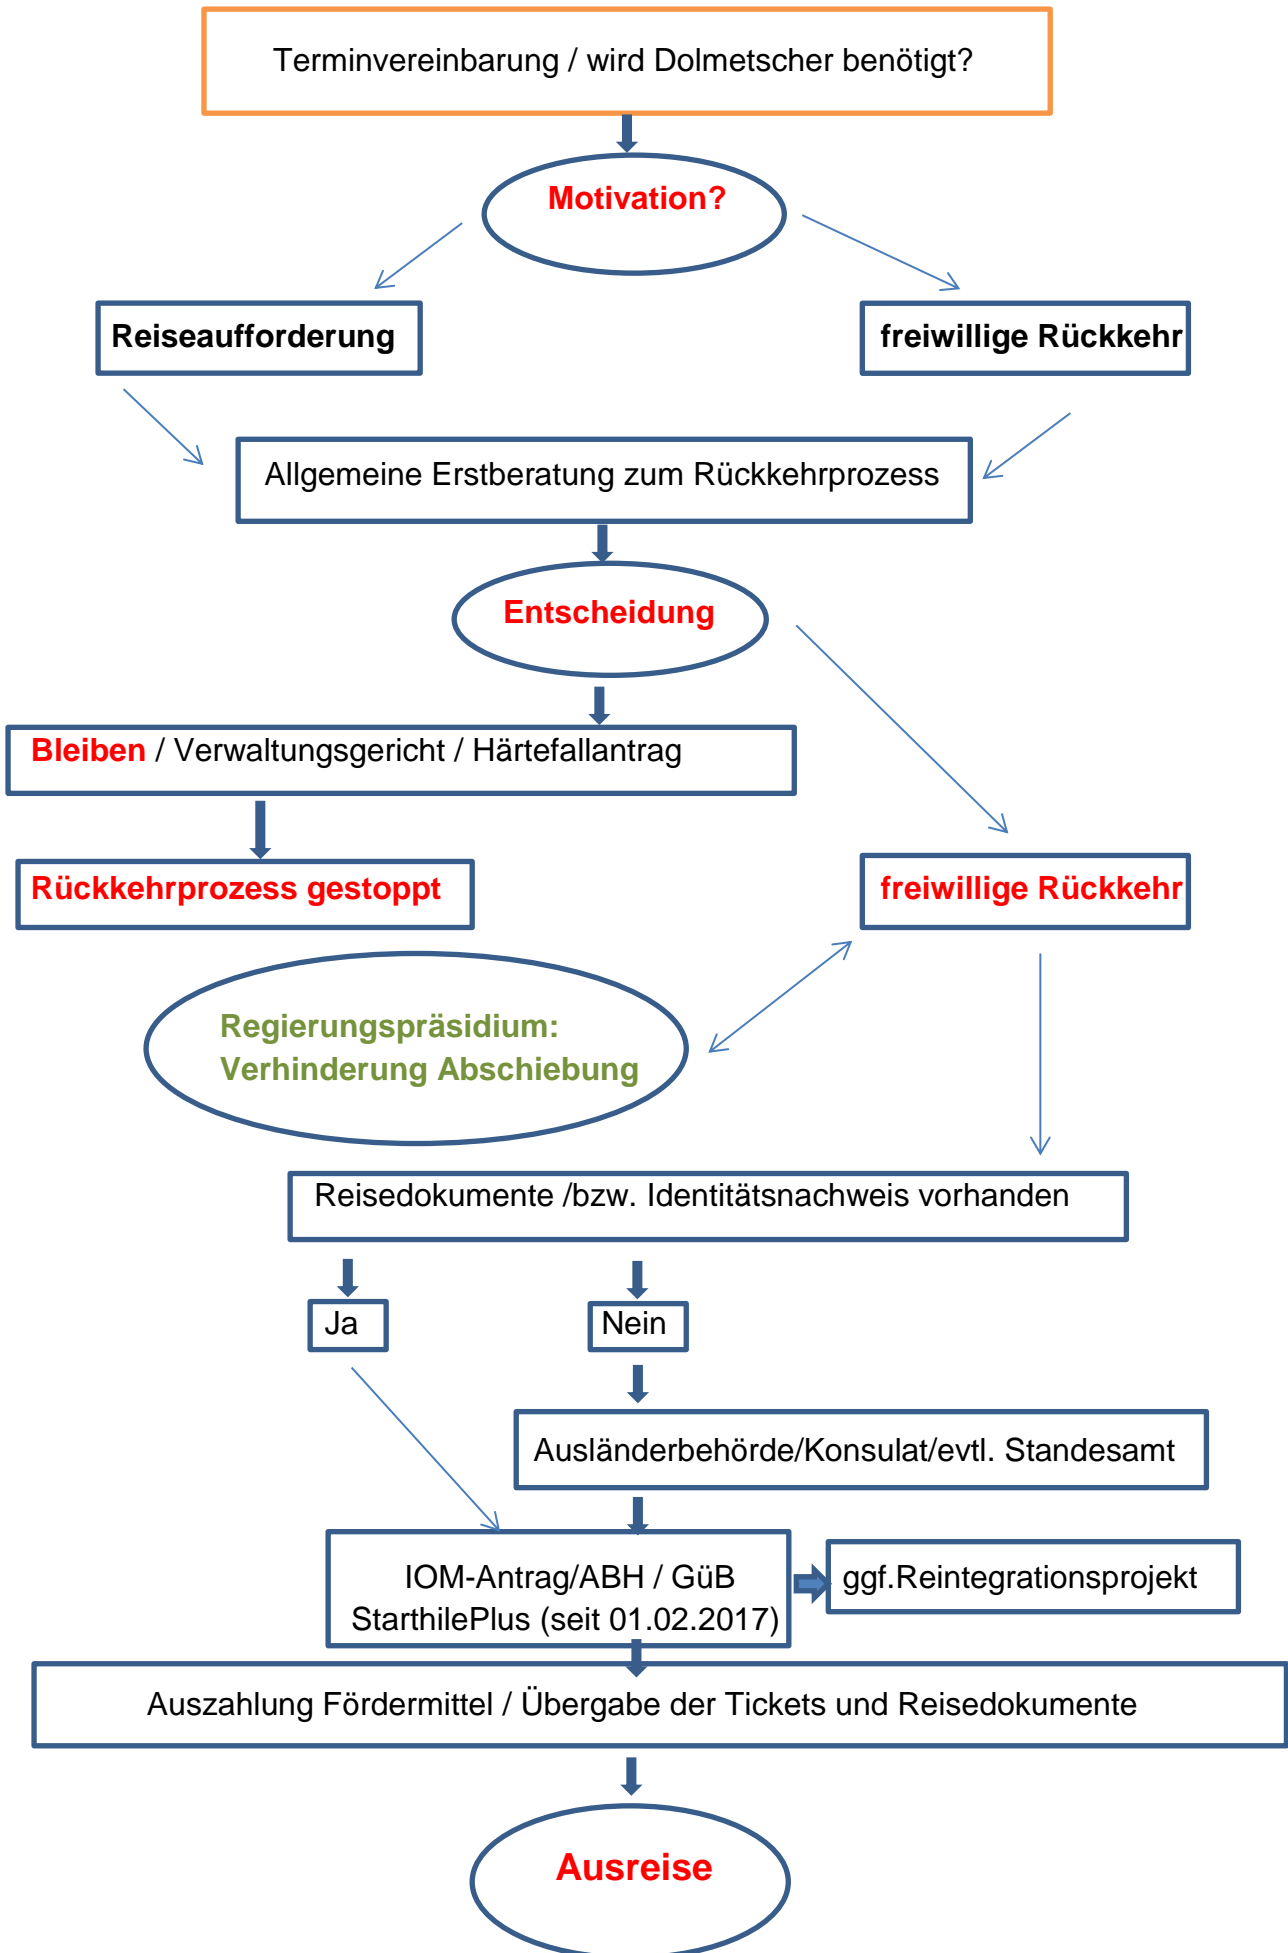 Terminvereinbarung / wird Dolmetscher benötigt?
Motivation?
Reiseaufforderung
freiwillige Rückkehr
Allgemeine Erstberatung zum Rückkehrprozess
Entscheidung
Bleiben / Verwaltungsgericht / Härtefallantrag
Rückkehrprozess gestoppt
freiwillige Rückkehr
Regierungspräsidium:
Verhinderung Abschiebung
Reisedokumente /bzw. Identitätsnachweis vorhanden
Ja
Nein
Ausländerbehörde/Konsulat/evtl. Standesamt
IOM-Antrag/ABH / GüB
StarthilePlus (seit 01.02.2017)
ggf.Reintegrationsprojekt
Auszahlung Fördermittel / Übergabe der Tickets und Reisedokumente
Ausreise